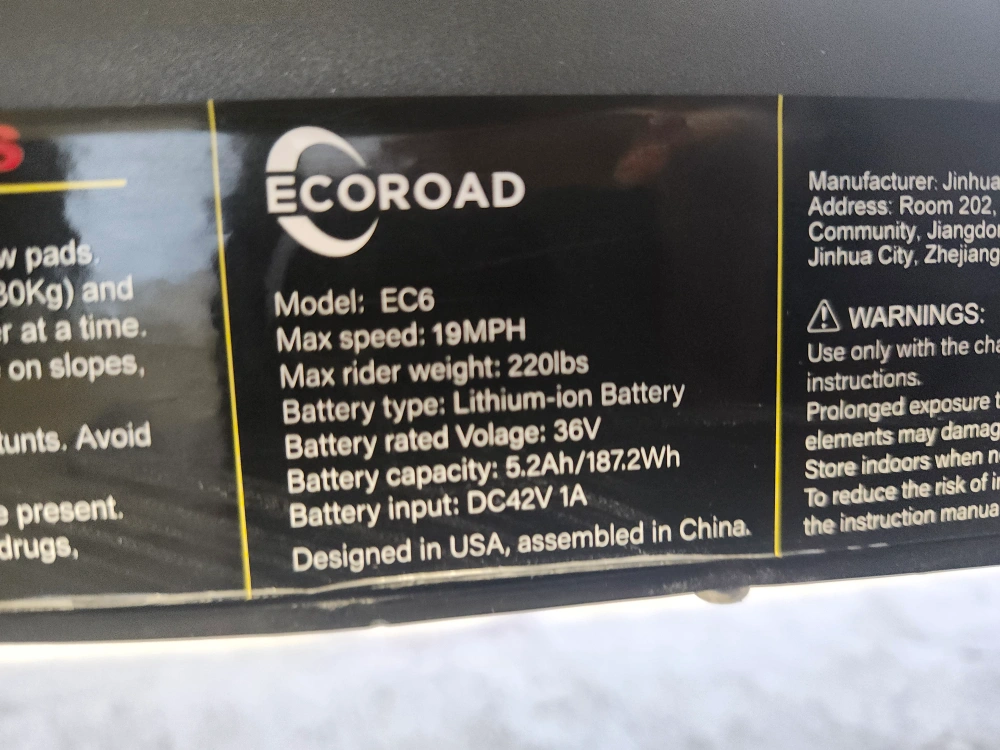 S
w pads.
30Kg) and
r at a time.
on slopes,
tunts. Avoid
e present.
drugs,
ECOROAD
Model: EC6
Max speed: 19MPH
Max rider weight: 220lbs
Battery type: Lithium-ion Battery
Battery rated Volage: 36V
Battery capacity: 5.2Ah/187.2Wh
Battery input: DC42V 1A
Designed in USA, assembled in China.
Manufacturer: Jinhua
Address: Room 202,
Community, Jiangdon
Jinhua City, Zhejiang
WARNINGS:
Use only with the cha
instructions.
Prolonged exposure t
elements may damag
Store indoors when n
To reduce the risk of in
the instruction manua